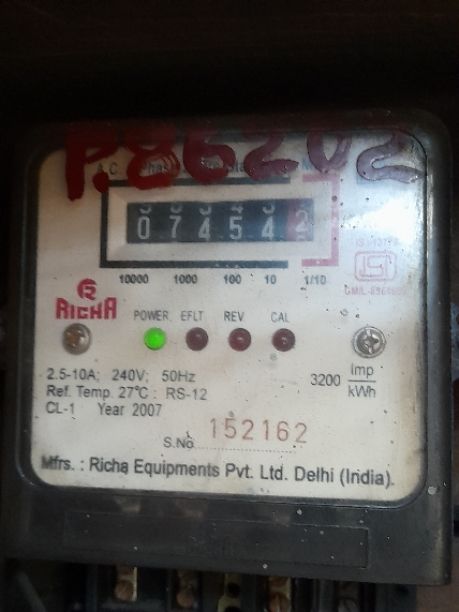 P.86202
A.C.
074542
10000 1000 100 10 1/10
RICHA
POWER EFLT REV CAL
2.5-10A; 240V; 50Hz
Ref. Temp. 27°C : RS-12
CL-1 Year 2007
3200 Imp
kWh
S.No. 152162
Mfrs. : Richa Equipments Pvt. Ltd. Delhi (India).